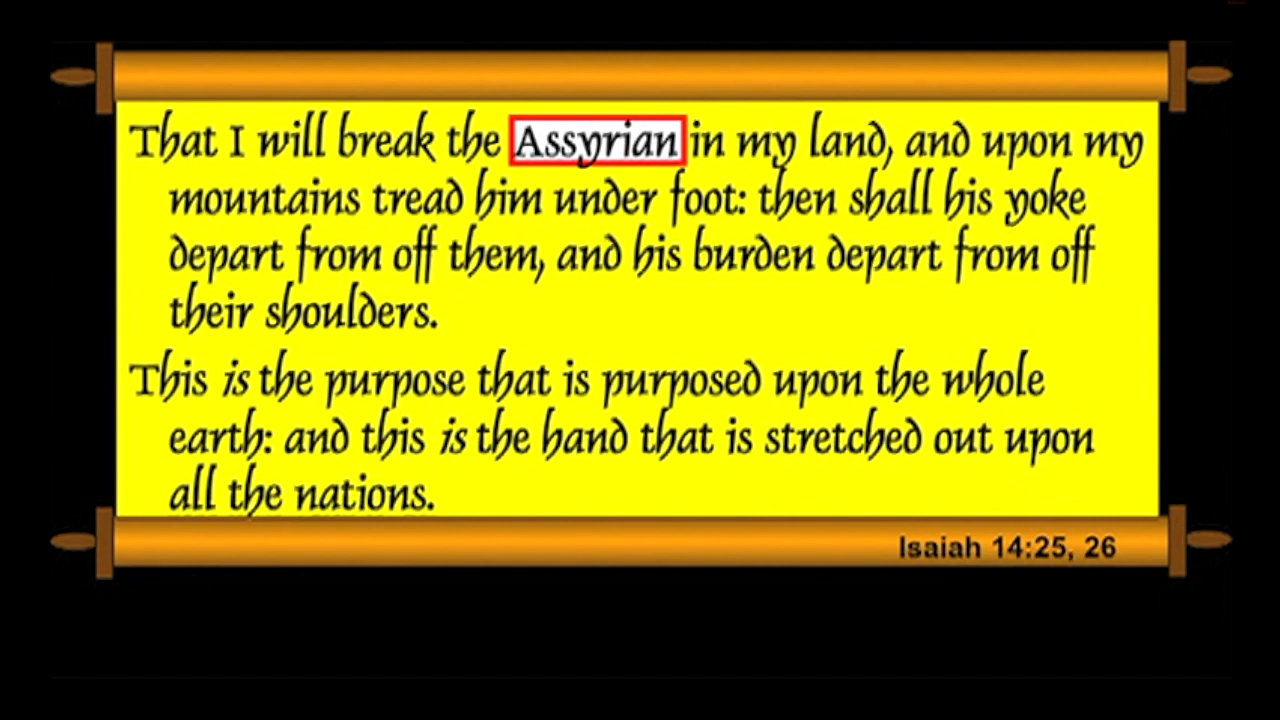 That I will break the Assyrian in my land, and upon my
mountains tread him under foot: then shall his yoke
depart from off them, and his burden depart from off
their shoulders.
This is the purpose that is purposed upon the whole
earth: and this is the hand that is stretched out upon
all the nations.
Isaiah 14:25, 26